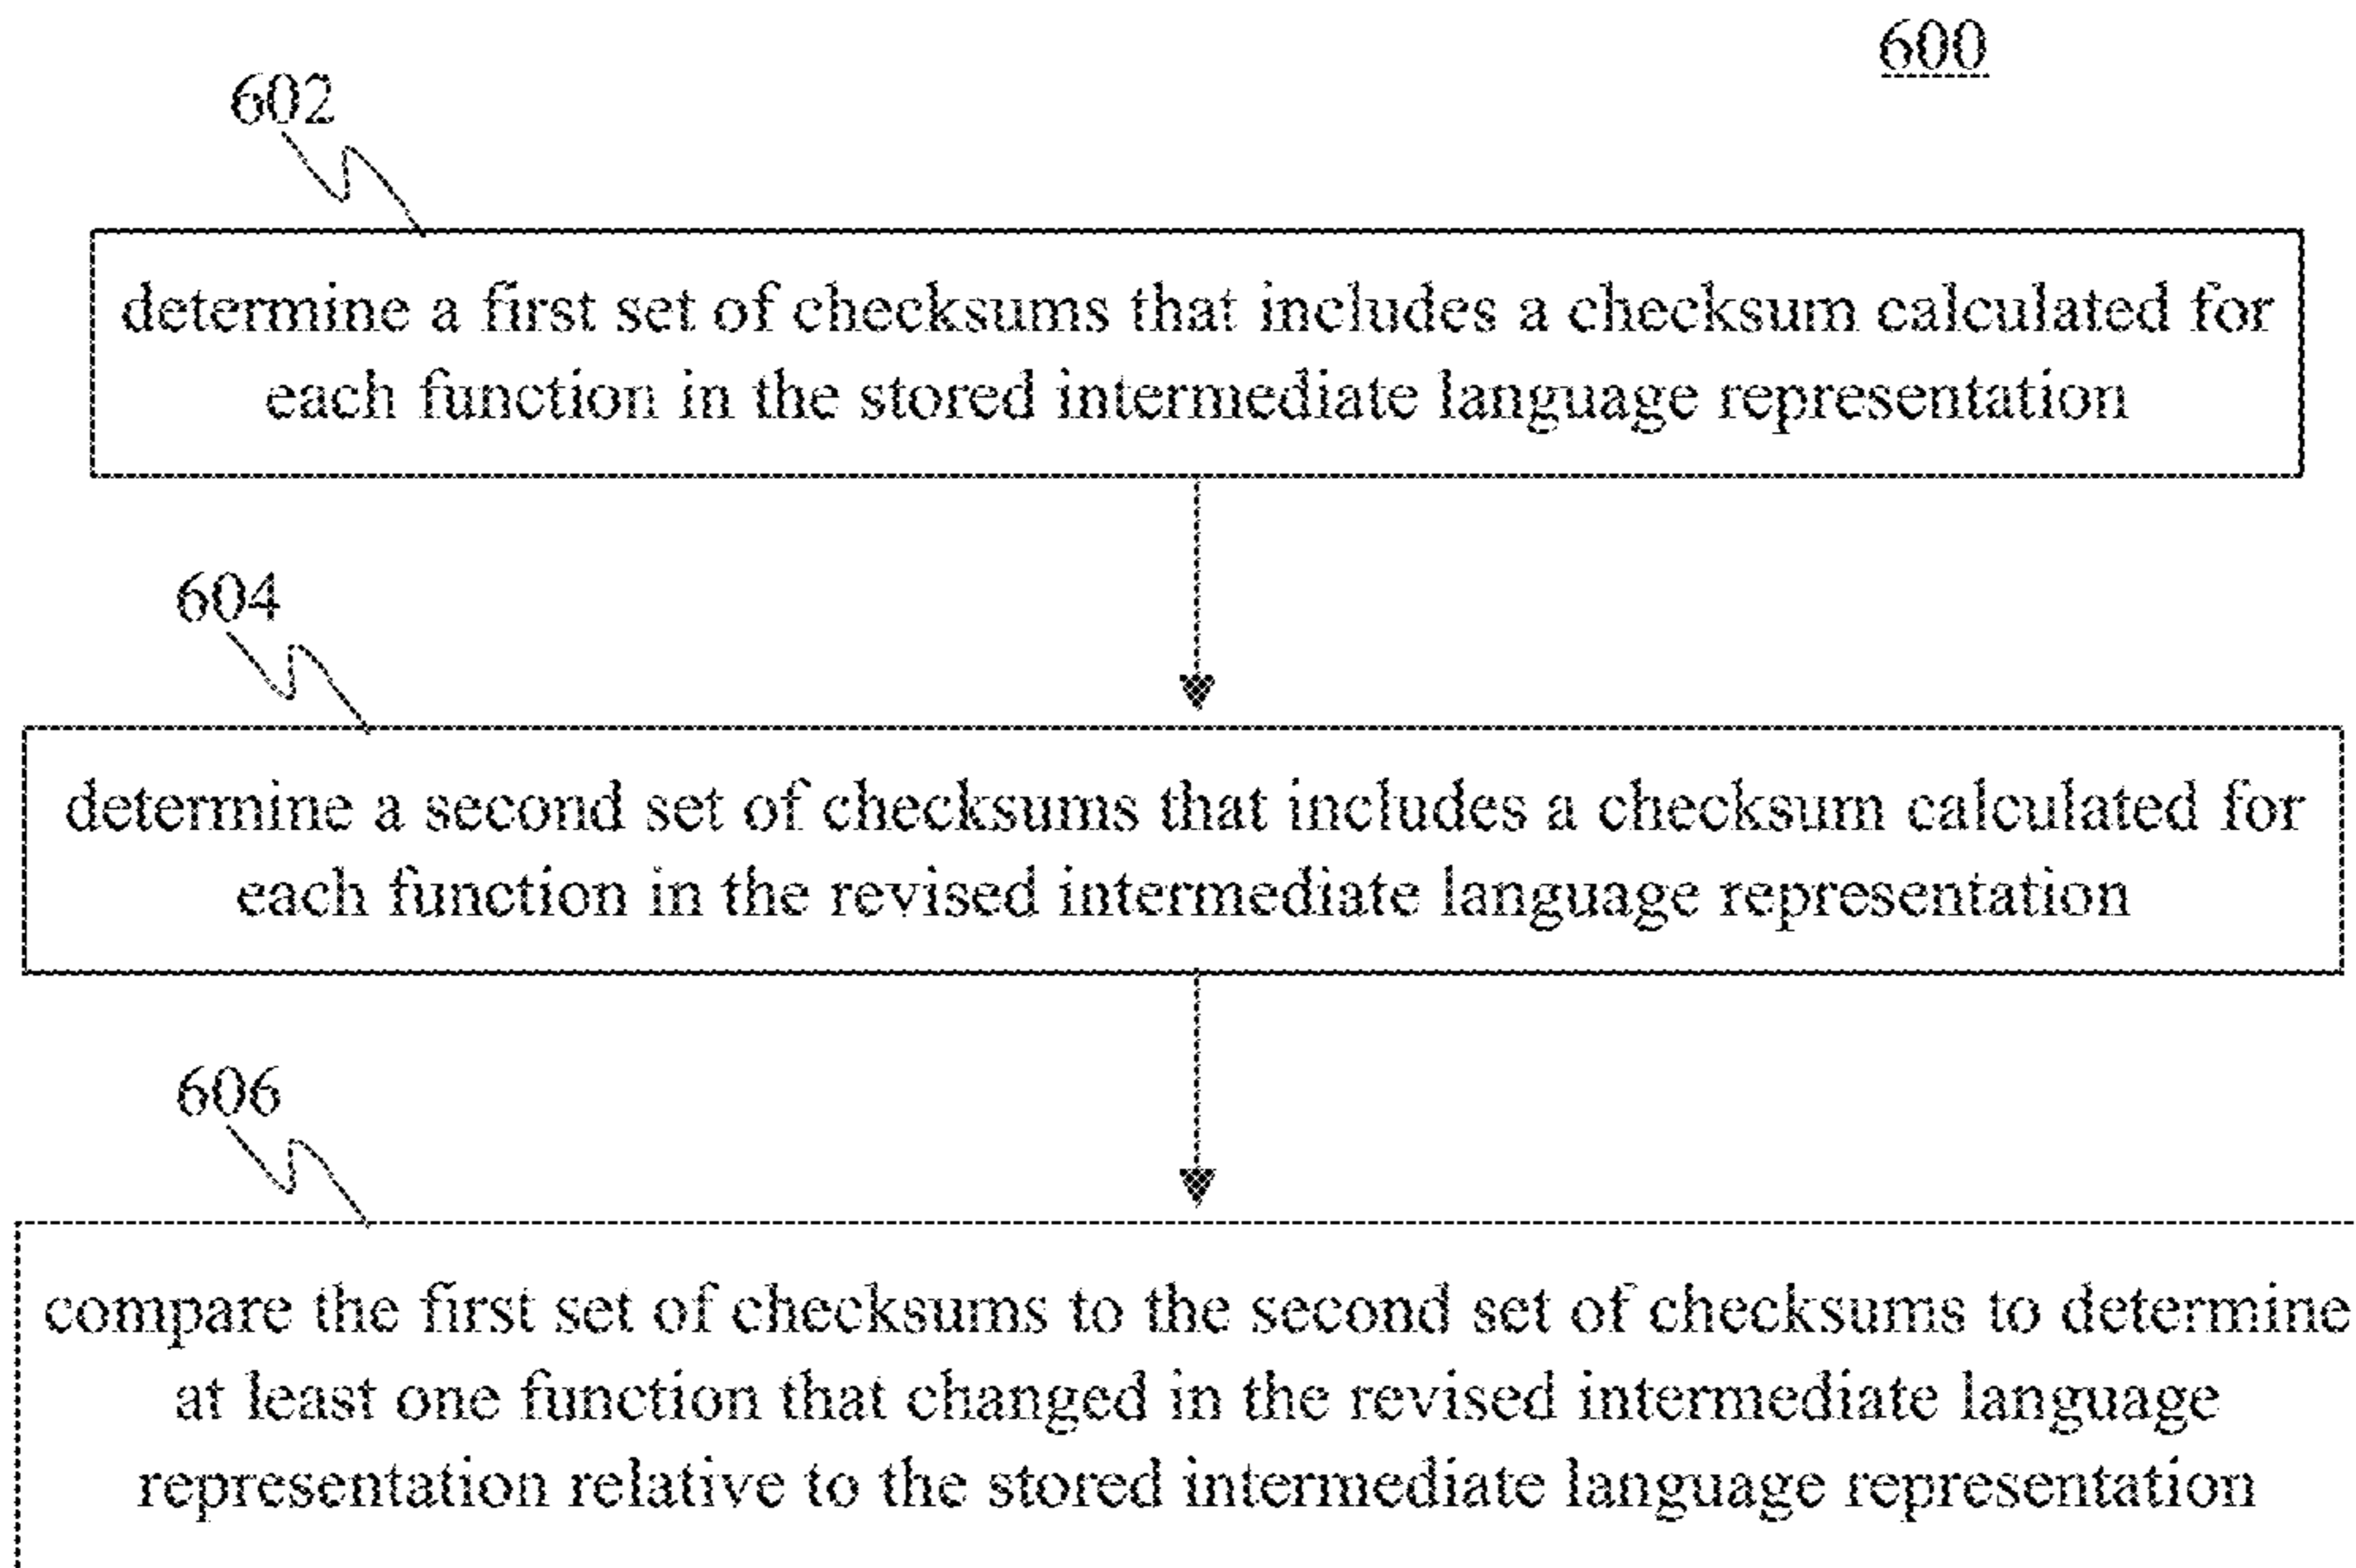 600
602
determine a first set of checksums that includes a checksum calculated for
each function in the stored intermediate language representation
604
determine a second set of checksums that includes a checksum calculated for
each function in the revised intermediate language representation
606
compare the first set of checksums to the second set of checksums to determine
at least one function that changed in the revised intermediate language
representation relative to the stored intermediate language representation